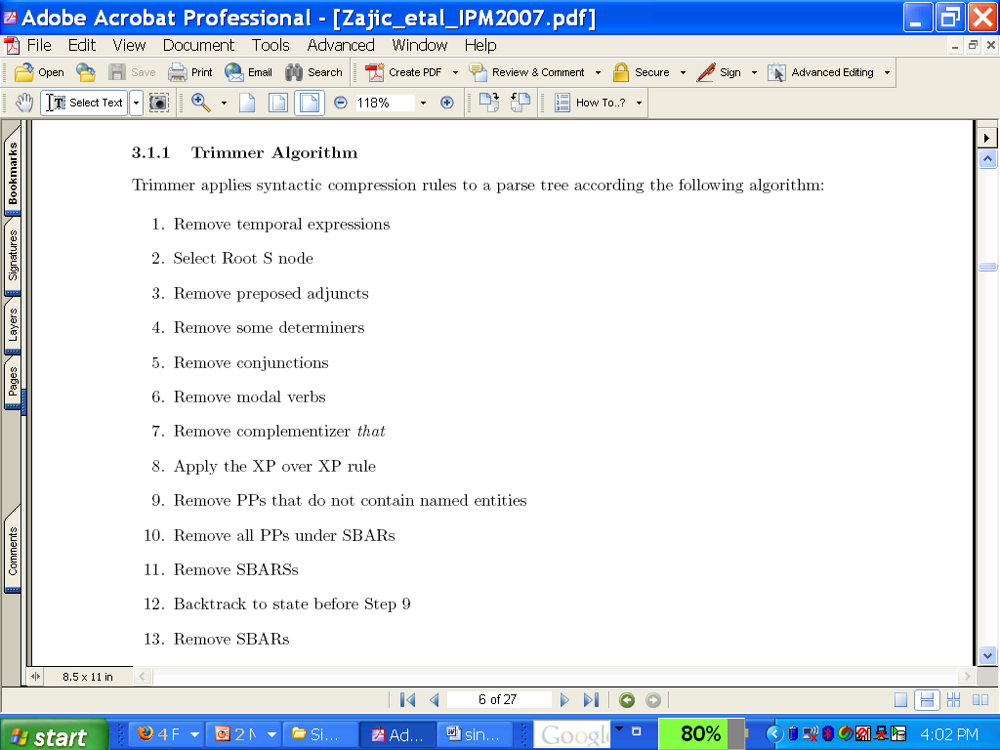 Adobe Acrobat Professional - [Zajic_etal_IPM2007.pdf]
File Edit View Document Tools Advanced Window Help
Open Save Print Email Search Create PDF Review & Comment Secure Sign Advanced Editing
Select Text 118% How To..?
Bookmarks
Signatures
Layers
Pages
Comments
3.1.1 Trimmer Algorithm
Trimmer applies syntactic compression rules to a parse tree according the following algorithm:
1. Remove temporal expressions
2. Select Root S node
3. Remove preposed adjuncts
4. Remove some determiners
5. Remove conjunctions
6. Remove modal verbs
7. Remove complementizer that
8. Apply the XP over XP rule
9. Remove PPs that do not contain named entities
10. Remove all PPs under SBARs
11. Remove SBARSs
12. Backtrack to state before Step 9
13. Remove SBARs
8.5 x 11 in
6 of 27
start 4 F 2 M Si... Ad... sin... Google 80% 4:02 PM